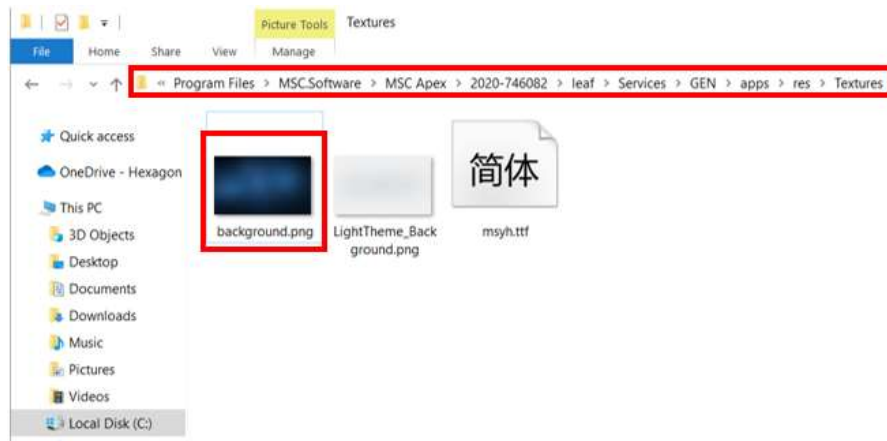 Picture Tools Textures
File Home Share View Manage
« Program Files > MSC.Software > MSC Apex > 2020-746082 > leaf > Services > GEN > apps > res > Textures
Quick access
OneDrive - Hexagon
This PC
3D Objects
Desktop
Documents
Downloads
Music
Pictures
Videos
Local Disk (C:)
简体
background.png LightTheme_Back msyh.ttf
ground.png